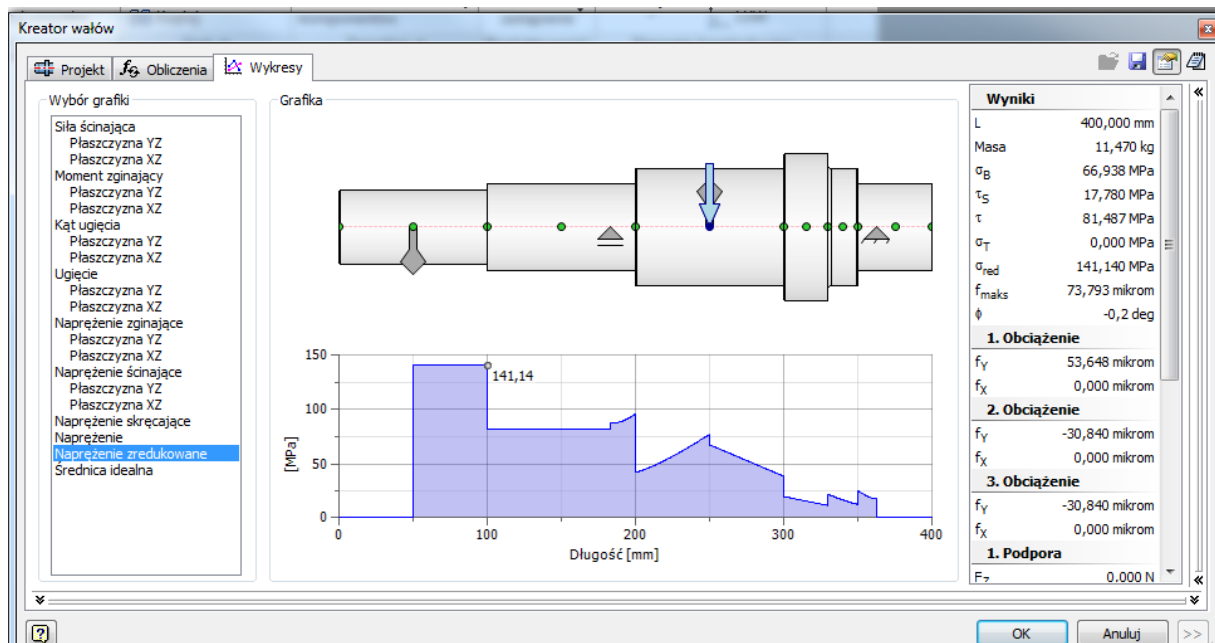 Kreator wałów
Projekt
Obliczenia
Wykresy
Wybór grafiki
Siła ścinająca
Płaszczyzna YZ
Płaszczyzna XZ
Moment zginający
Płaszczyzna YZ
Płaszczyzna XZ
Kąt ugięcia
Płaszczyzna YZ
Płaszczyzna XZ
Ugięcie
Płaszczyzna YZ
Płaszczyzna XZ
Naprężenie zginające
Płaszczyzna YZ
Płaszczyzna XZ
Naprężenie ścinające
Płaszczyzna YZ
Płaszczyzna XZ
Naprężenie skręcające
Naprężenie
Naprężenie zredukowane
Średnica idealna
Grafika
150
100
50
0
[MPa]
141,14
0 100 200 300 400
Długość [mm]
Wyniki
L 400,000 mm
Masa 11,470 kg
σB 66,938 MPa
τS 17,780 MPa
τ 81,487 MPa
σT 0,000 MPa
σred 141,140 MPa
fmaks 73,793 mikrom
ϕ -0,2 deg
1. Obciążenie
fY 53,648 mikrom
fX 0,000 mikrom
2. Obciążenie
fY -30,840 mikrom
fX 0,000 mikrom
3. Obciążenie
fY -30,840 mikrom
fX 0,000 mikrom
1. Podpora
0,000 N
OK
Anuluj
>>